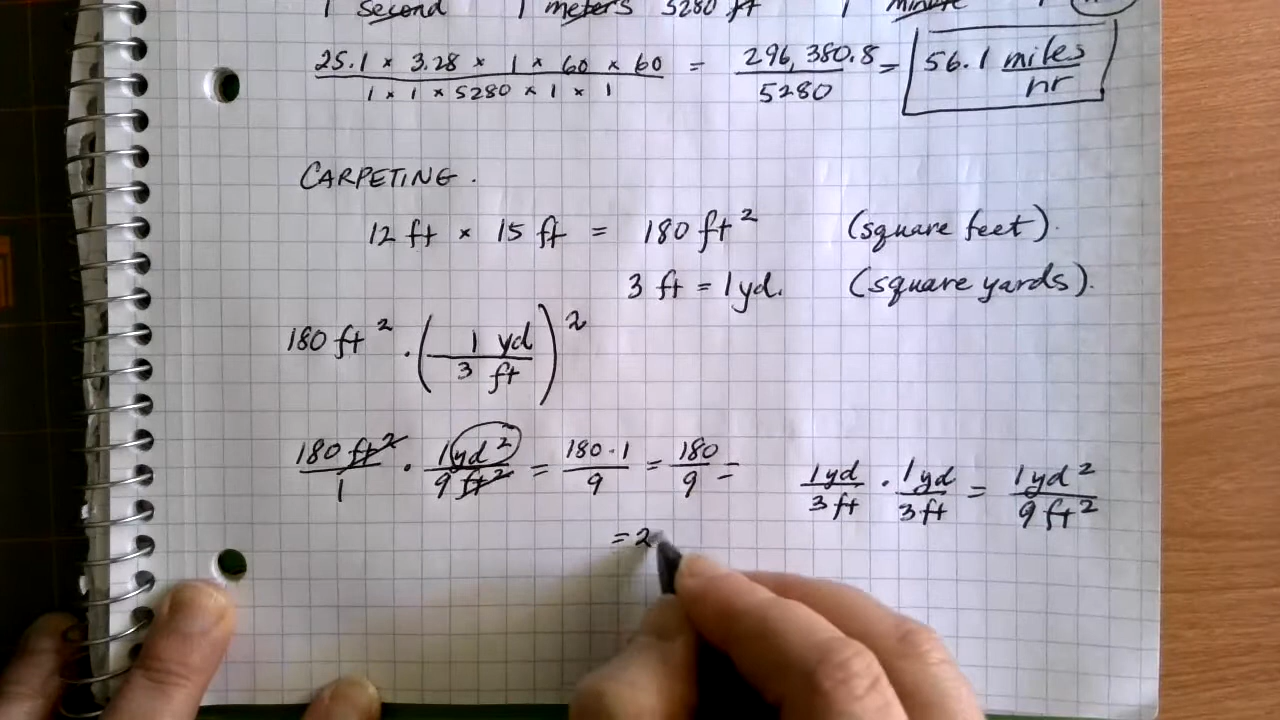 1 second 1 meters 5280 ft 1 minute
25.1 × 3.28 × 1 × 60 × 60 / 1 × 1 × 5280 × 1 × 1 = 296,380.8 / 5280 = 56.1 miles / hr
CARPETING.
12 ft × 15 ft = 180 ft² (square feet).
3 ft = 1 yd. (square yards).
180 ft² · (1 yd / 3 ft)²
180 ft² / 1 · 1 yd² / 9 ft² = 180 · 1 / 9 = 180 / 9 =
1 yd / 3 ft · 1 yd / 3 ft = 1 yd² / 9 ft²
= 2